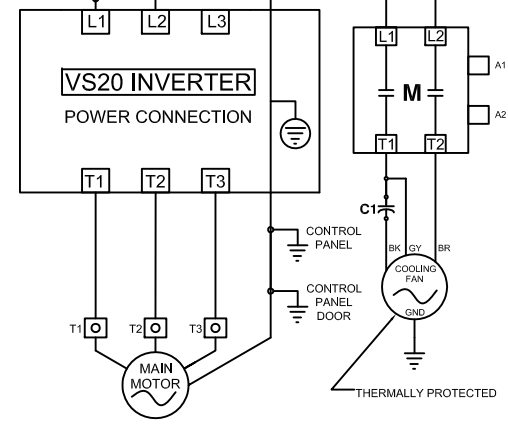 L1 L2 L3
VS20 INVERTER
POWER CONNECTION
T1 T2 T3
CONTROL
PANEL
CONTROL
PANEL
DOOR
T1 T2 T3
MAIN
MOTOR
L1 L2
A1
M
A2
T1 T2
C1
BK GY BR
COOLING
FAN
GND
THERMALLY PROTECTED